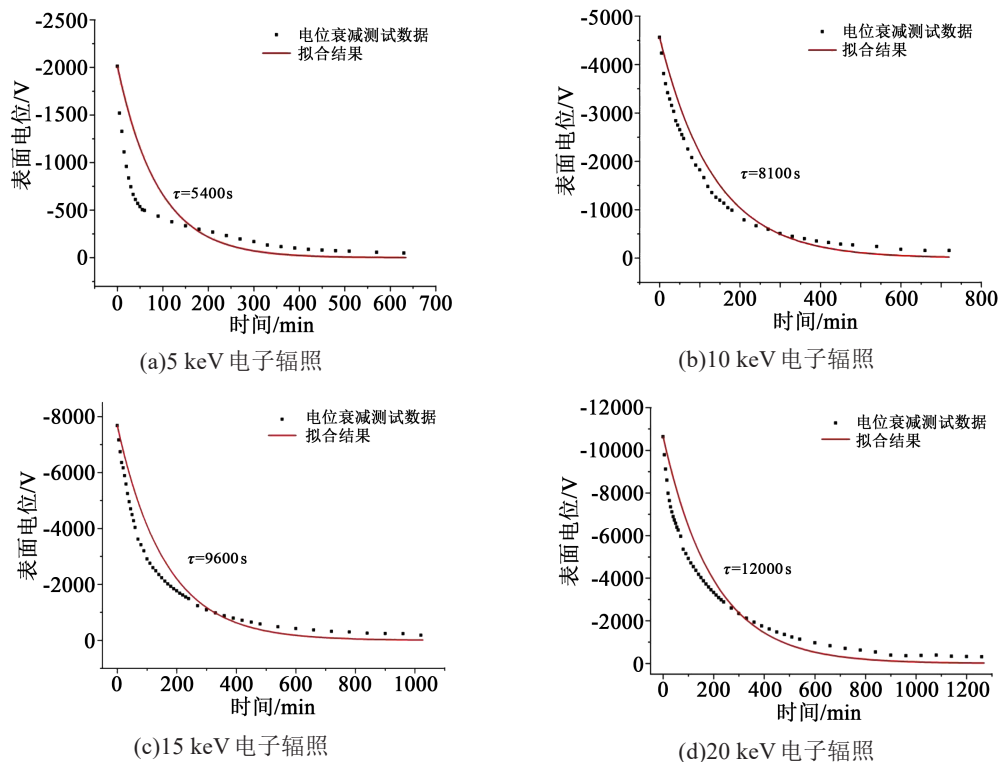 -2500
-2000
-1500
-1000
-500
0
表面电位/V
电位衰减测试数据
拟合结果
τ=5400s
0 100 200 300 400 500 600 700
时间/min
(a)5 keV 电子辐照
-5000
-4000
-3000
-2000
-1000
0
表面电位/V
电位衰减测试数据
拟合结果
τ=8100s
0 200 400 600 800
时间/min
(b)10 keV 电子辐照
-8000
-6000
-4000
-2000
0
表面电位/V
电位衰减测试数据
拟合结果
τ=9600s
0 200 400 600 800 1000
时间/min
(c)15 keV 电子辐照
-12000
-10000
-8000
-6000
-4000
-2000
0
表面电位/V
电位衰减测试数据
拟合结果
τ=12000s
0 200 400 600 800 1000 1200
时间/min
(d)20 keV 电子辐照